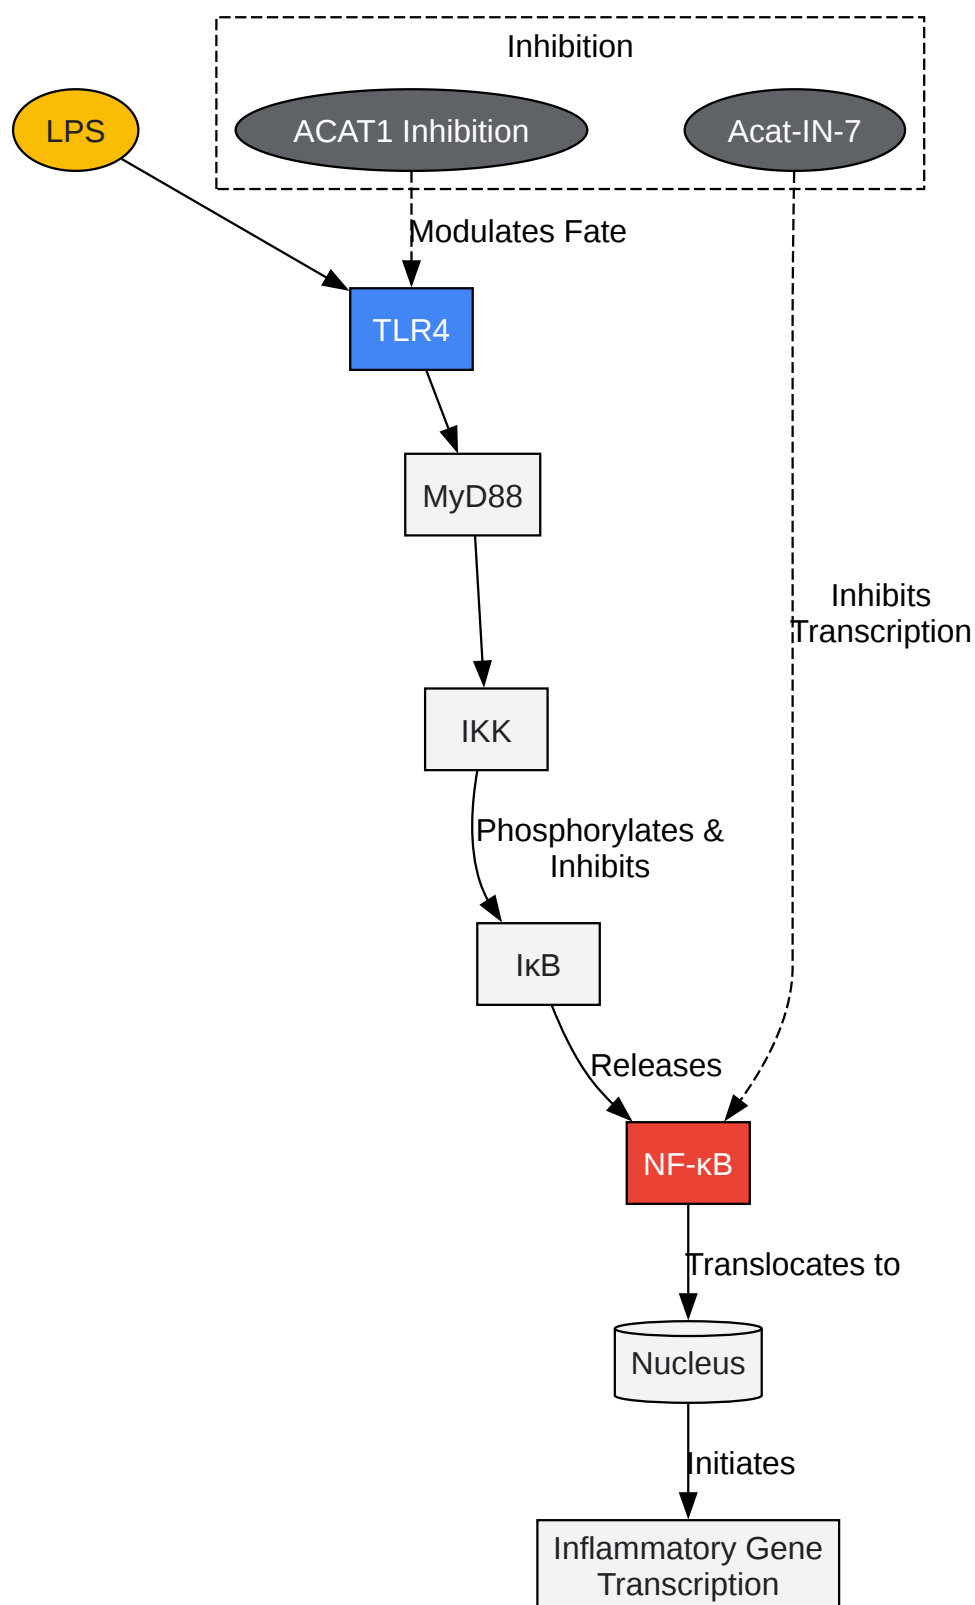 Inhibition
LPS
ACAT1 Inhibition
Acat-IN-7
Modulates Fate
TLR4
MyD88
Inhibits
Transcription
IKK
Phosphorylates &
Inhibits
IκB
Releases
NF-κB
Translocates to
Nucleus
Initiates
Inflammatory Gene
Transcription